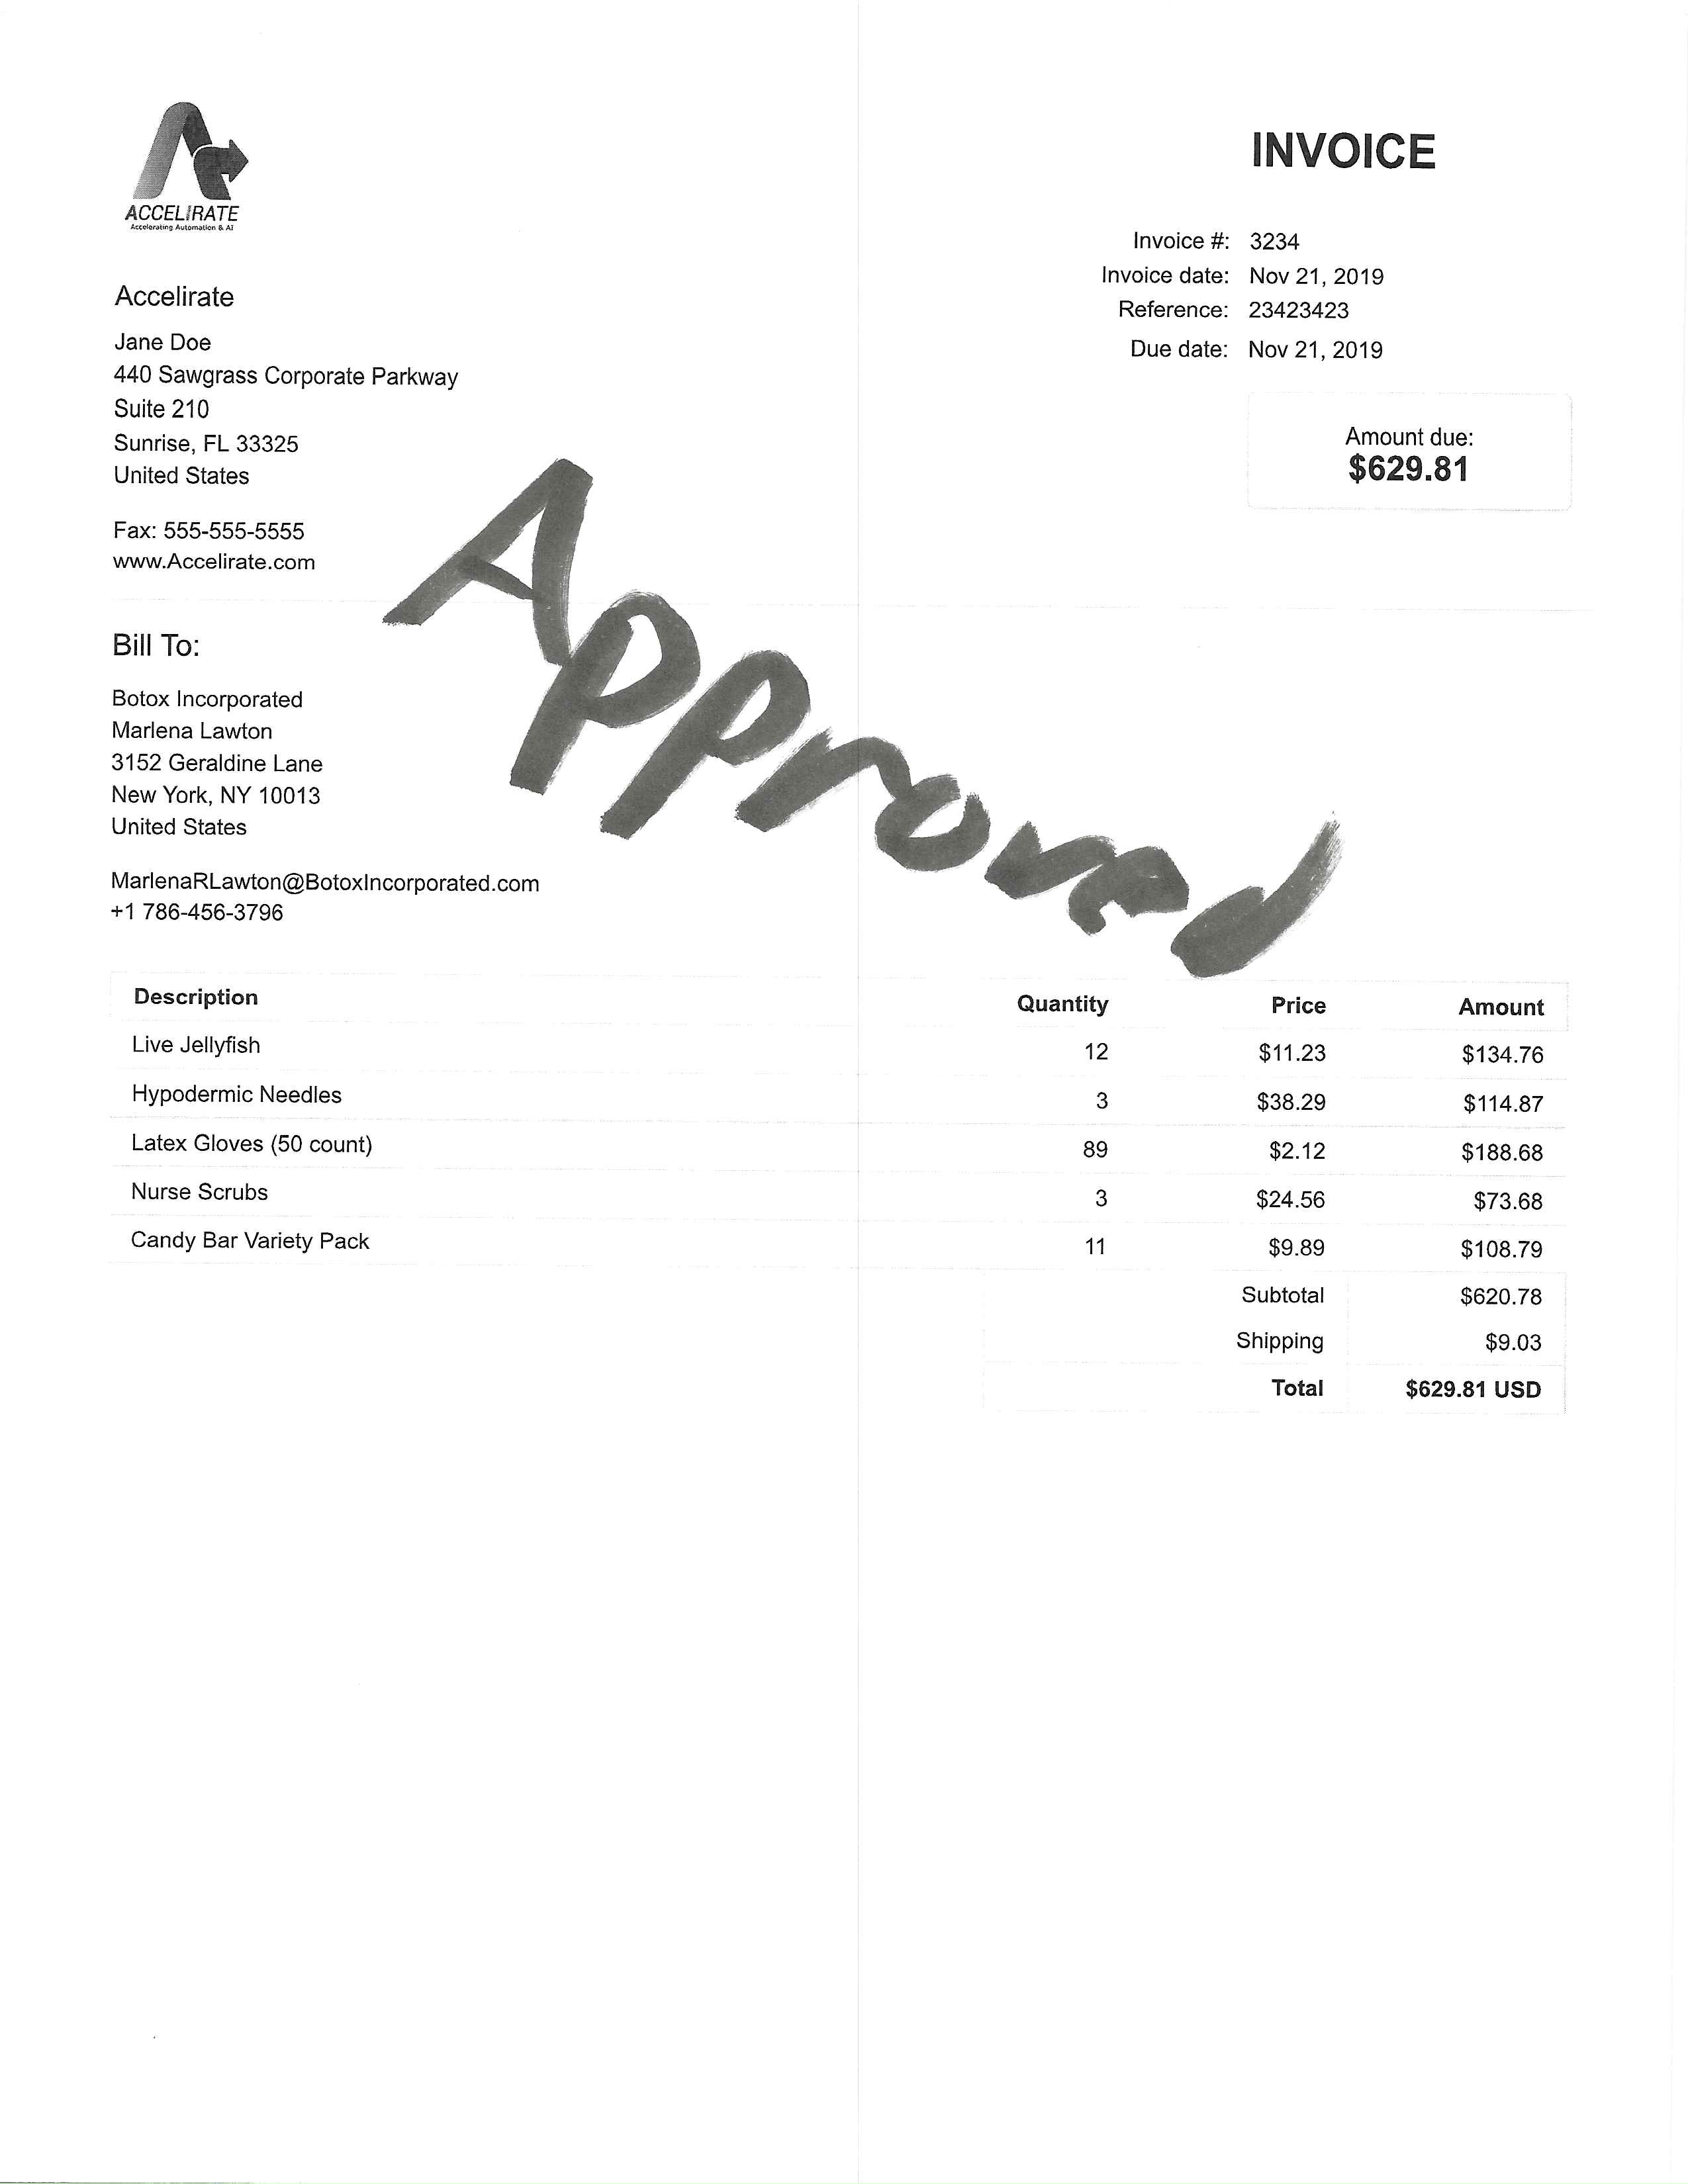 ACCELIRATE
Accelerating Automation & AI
INVOICE
Invoice #: 3234
Invoice date: Nov 21, 2019
Reference: 23423423
Due date: Nov 21, 2019
Amount due:
$629.81
Accelirate
Jane Doe
440 Sawgrass Corporate Parkway
Suite 210
Sunrise, FL 33325
United States
Fax: 555-555-5555
www.Accelirate.com
Approved
Bill To:
Botox Incorporated
Marlena Lawton
3152 Geraldine Lane
New York, NY 10013
United States
MarlenaRLawton@BotoxIncorporated.com
+1 786-456-3796
Description Quantity Price Amount
Live Jellyfish 12 $11.23 $134.76
Hypodermic Needles 3 $38.29 $114.87
Latex Gloves (50 count) 89 $2.12 $188.68
Nurse Scrubs 3 $24.56 $73.68
Candy Bar Variety Pack 11 $9.89 $108.79
Subtotal $620.78
Shipping $9.03
Total $629.81 USD